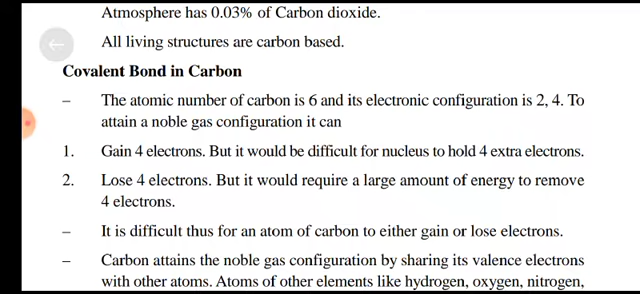 Atmosphere has 0.03% of Carbon dioxide.
All living structures are carbon based.
Covalent Bond in Carbon
– The atomic number of carbon is 6 and its electronic configuration is 2, 4. To
attain a noble gas configuration it can
1. Gain 4 electrons. But it would be difficult for nucleus to hold 4 extra electrons.
2. Lose 4 electrons. But it would require a large amount of energy to remove
4 electrons.
– It is difficult thus for an atom of carbon to either gain or lose electrons.
– Carbon attains the noble gas configuration by sharing its valence electrons
with other atoms. Atoms of other elements like hydrogen, oxygen, nitrogen,